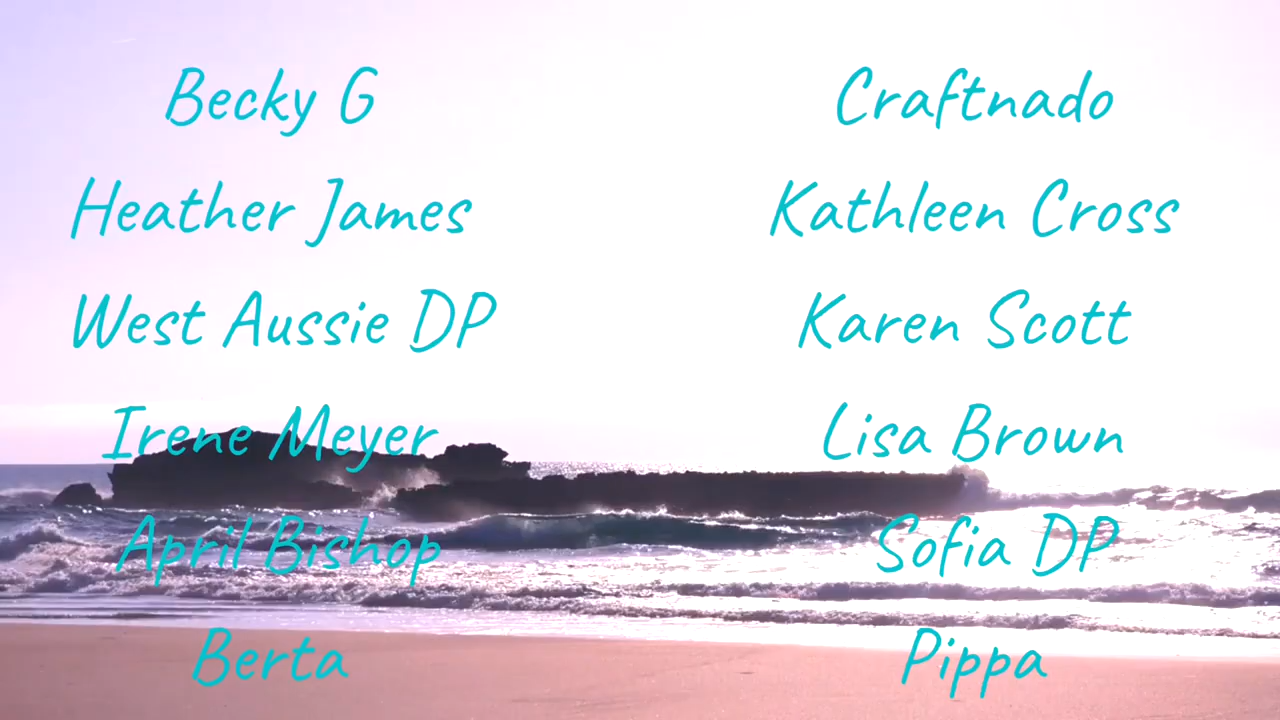 Becky G
Heather James
West Aussie DP
Irene Meyer
April Bishop
Berta
Craftnado
Kathleen Cross
Karen Scott
Lisa Brown
Sofia DP
Pippa